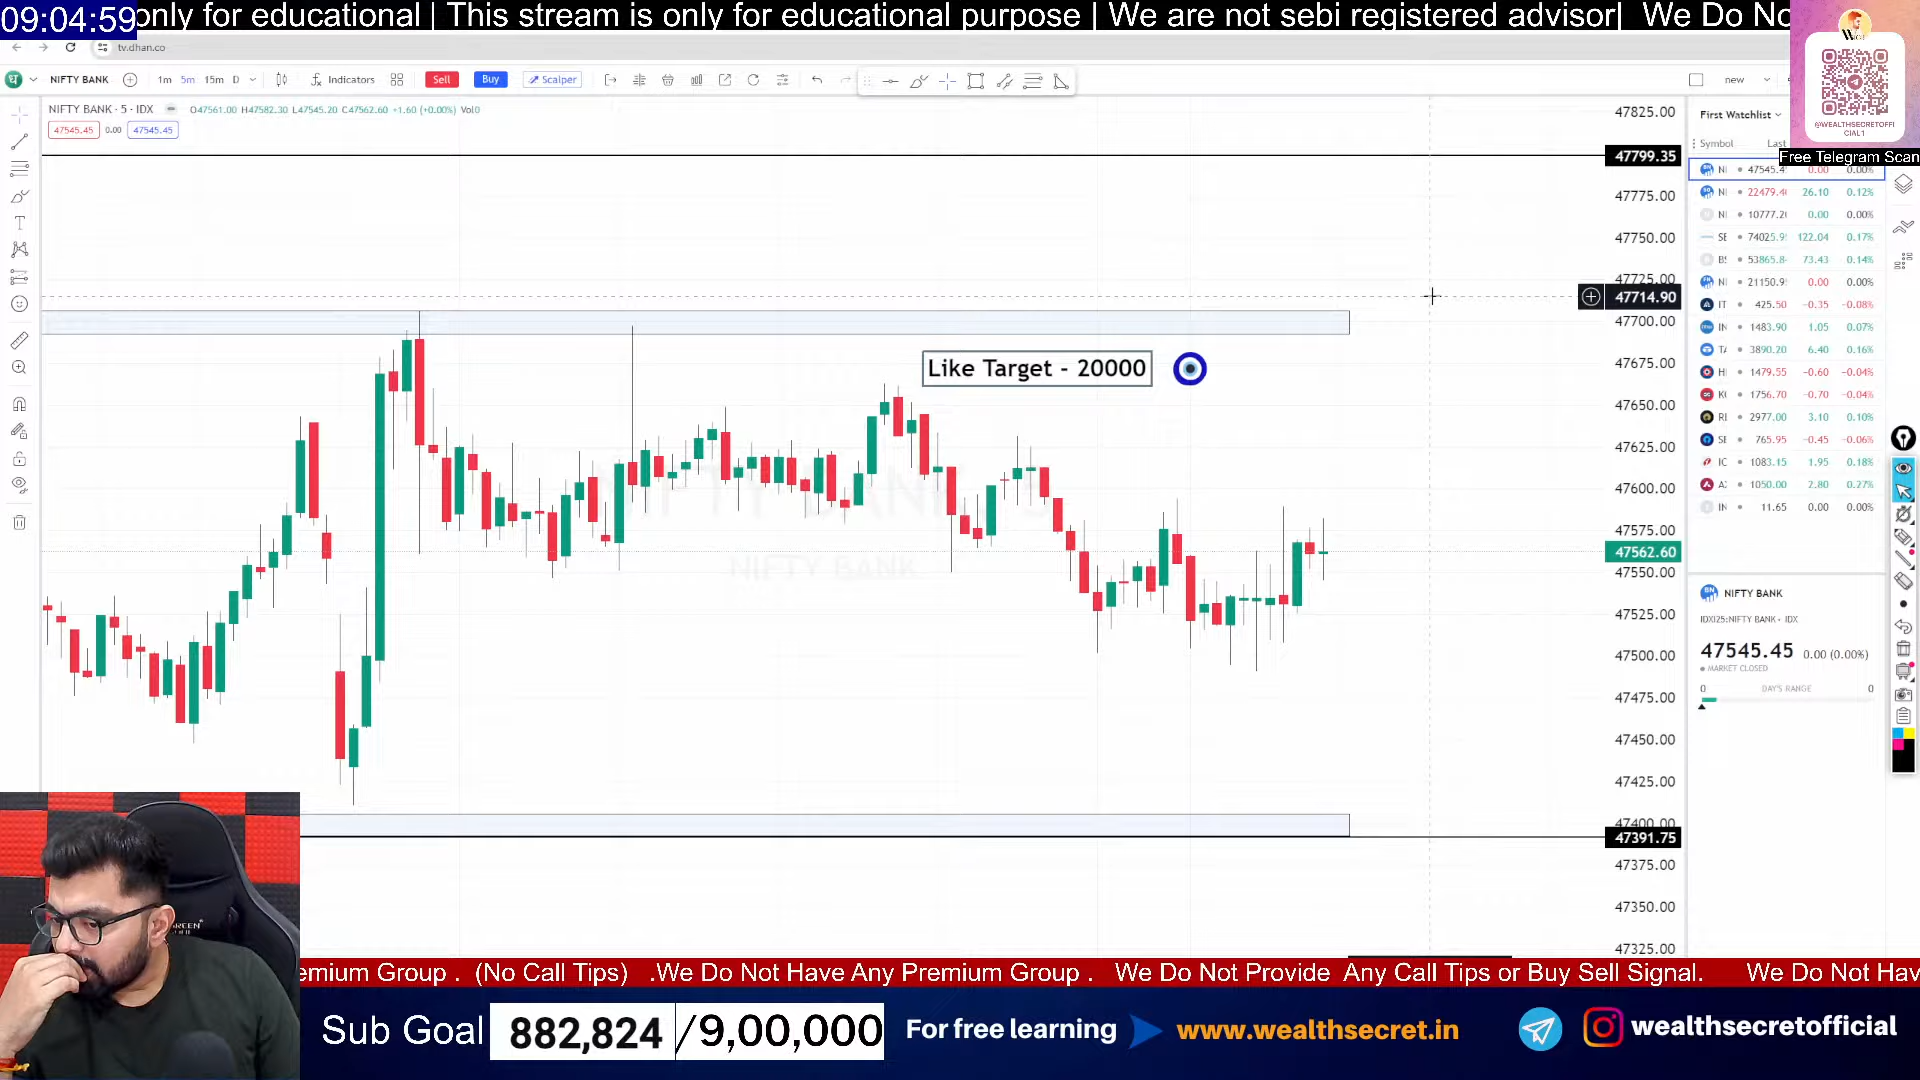 09:04:59
only for educational | This stream is only for educational purpose | We are not sebi registered advisor| We Do No
tv.dhan.co
NIFTY BANK 1m 5m 15m D Indicators Sell Buy Scalper new
@WEALTHSECRETOFFI
CIAL1
Free Telegram Scan
NIFTY BANK · 5 · IDX O47561.00 H47582.30 L47545.20 C47562.60 +1.60 (+0.00%) Vol0
47545.45 0.00 47545.45
47825.00
47799.35
47775.00
47750.00
47725.00
47714.90
47700.00
47675.00
47650.00
47625.00
47600.00
47575.00
47562.60
47550.00
47525.00
47500.00
47475.00
47450.00
47425.00
47400.00
47391.75
47375.00
47350.00
47325.00
Like Target - 20000
NIFTY BANK, 5
NIFTY BANK
First Watchlist
Symbol Las
NI 47545.4 0.00 0.00%
NI 22479.4 26.10 0.12%
NI 10777.2 0.00 0.00%
SE 74025.9 122.04 0.17%
BS 53865.8 73.43 0.14%
NI 21150.9 0.00 0.00%
IT 425.50 -0.35 -0.08%
IN 1483.90 1.05 0.07%
TA 3890.20 6.40 0.16%
HI 1479.55 -0.60 -0.04%
KO 1756.70 -0.70 -0.04%
RE 2977.00 3.10 0.10%
SE 765.95 -0.45 -0.06%
IC 1083.15 1.95 0.18%
AX 1050.00 2.80 0.27%
IN 11.65 0.00 0.00%
NIFTY BANK
IDX025:NIFTY BANK · IDX
47545.45 0.00 (0.00%)
MARKET CLOSED
0 DAY'S RANGE 0
emium Group . (No Call Tips) .We Do Not Have Any Premium Group . We Do Not Provide Any Call Tips or Buy Sell Signal. We Do Not Hav
Sub Goal 882,824 /9,00,000 For free learning www.wealthsecret.in wealthsecretofficial